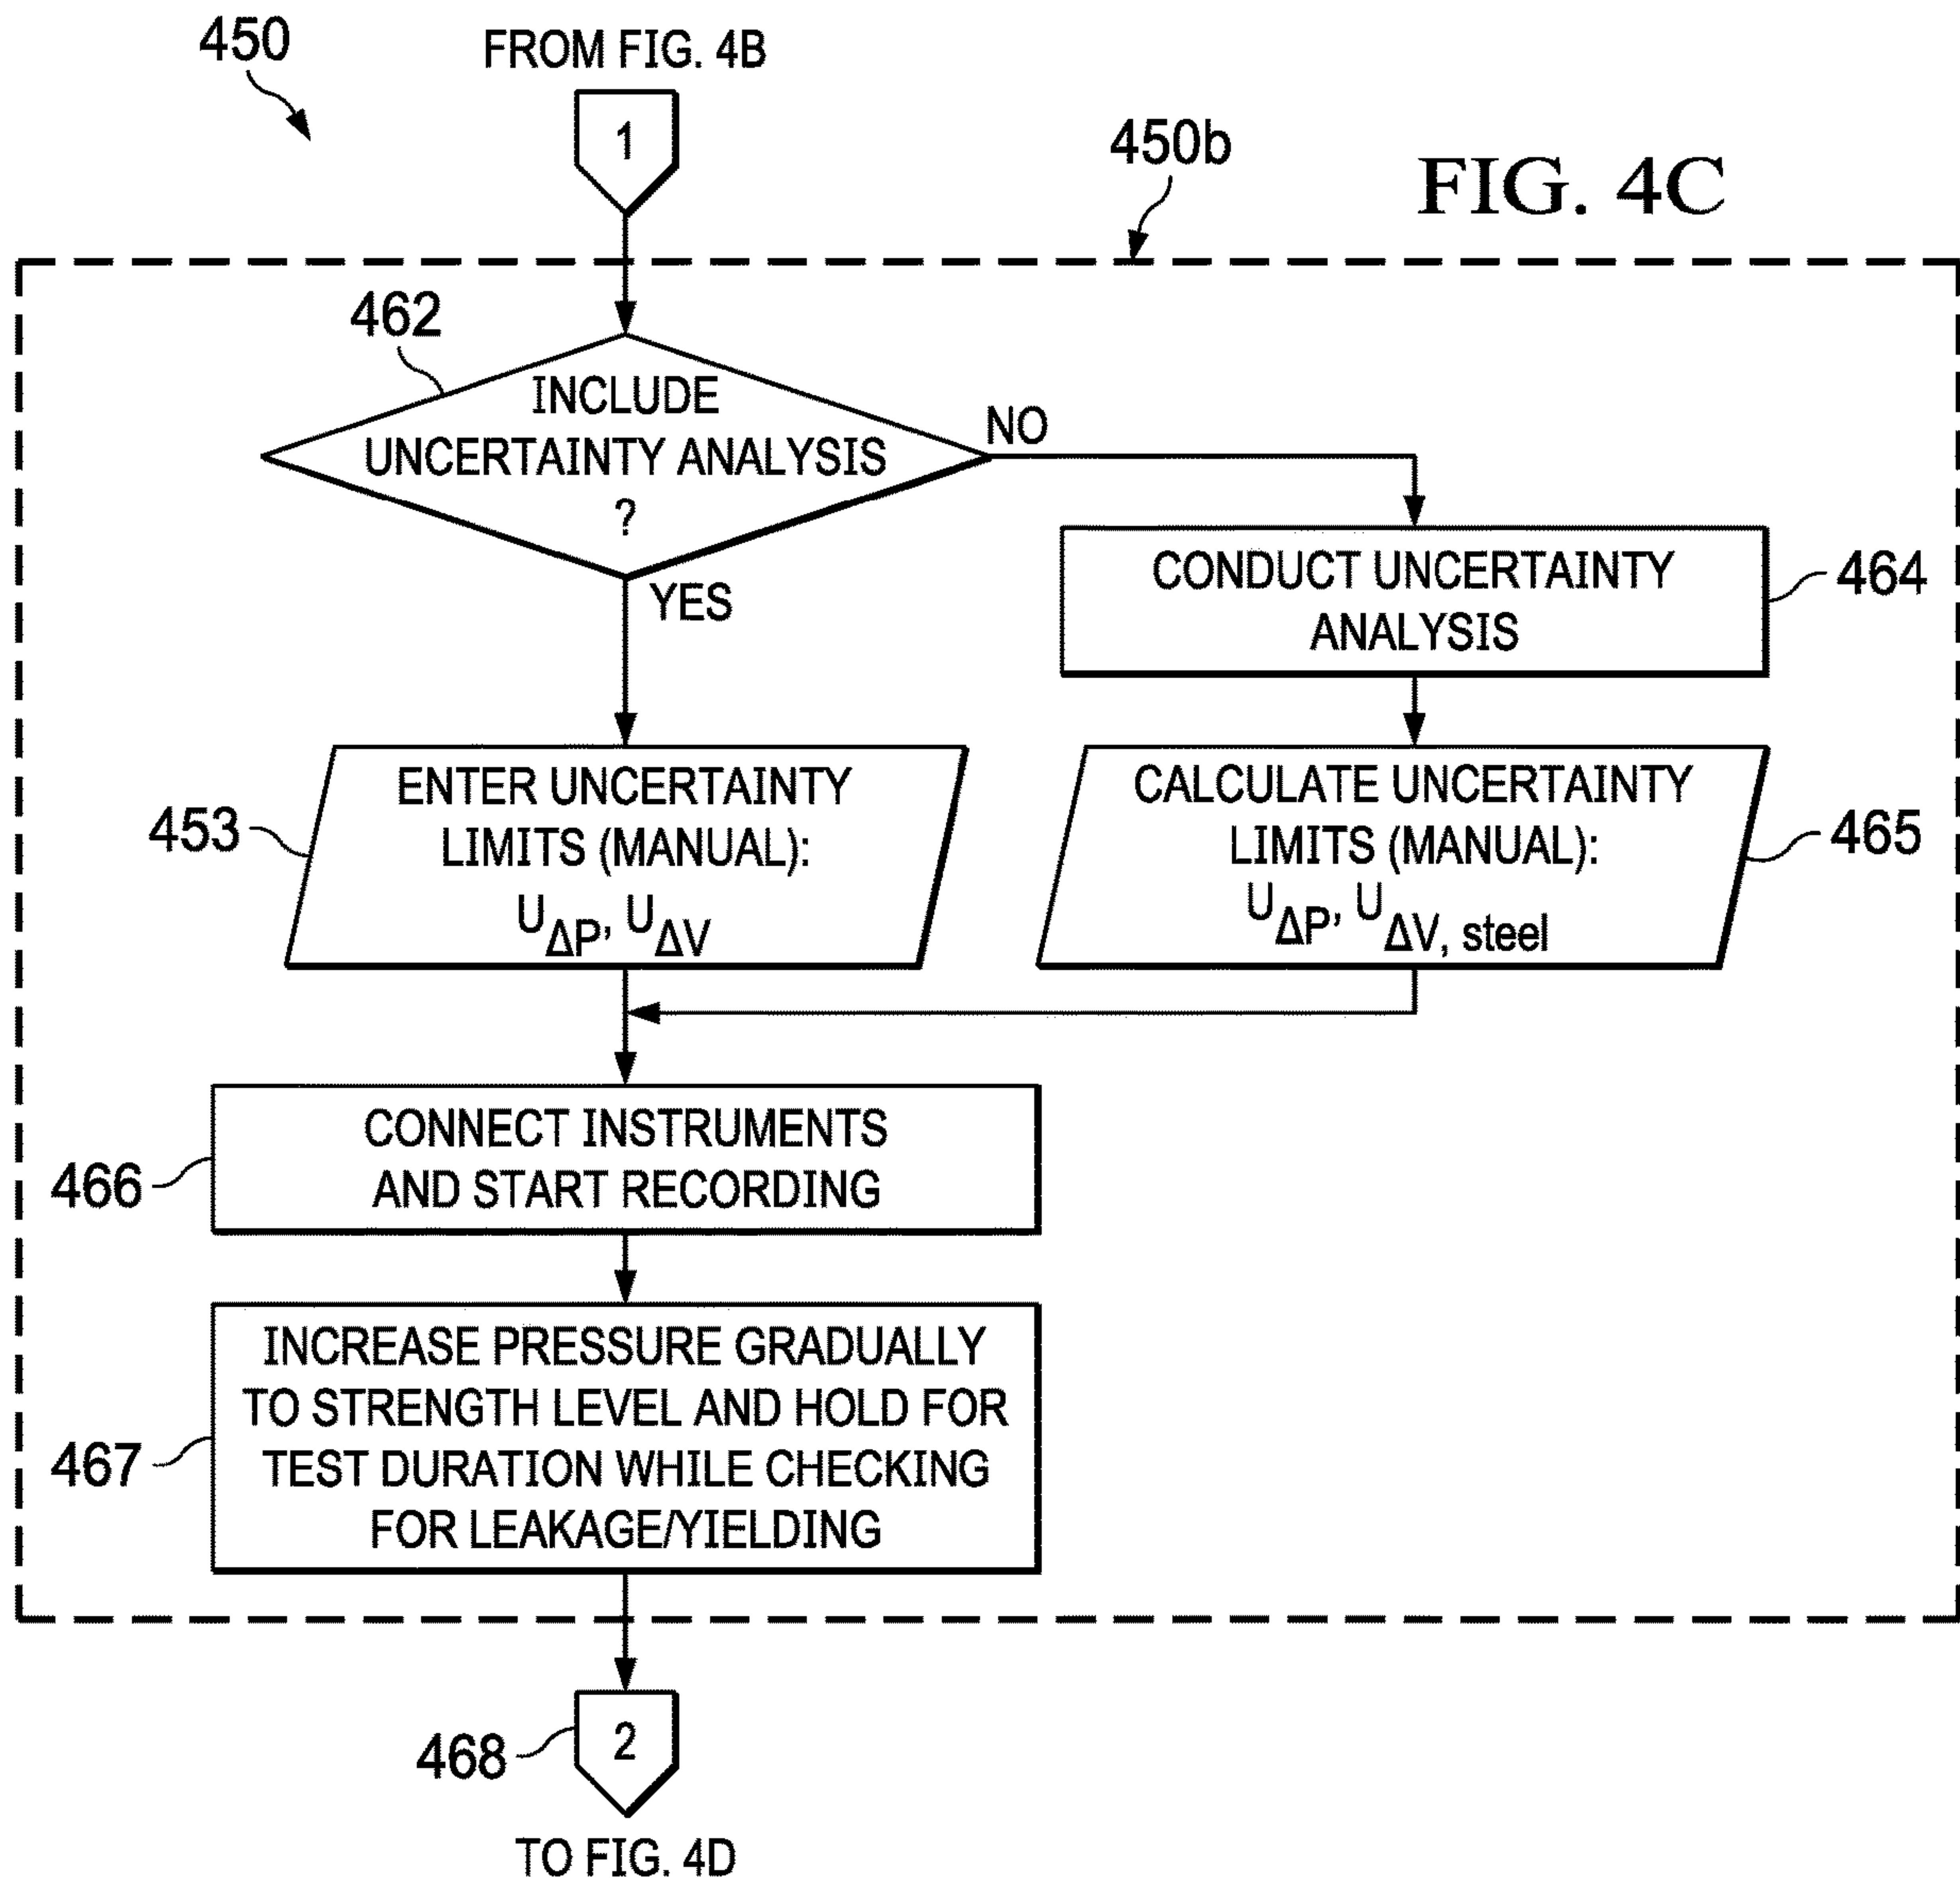 450
FROM FIG. 4B
1
450b
FIG. 4C
462
INCLUDE
UNCERTAINTY ANALYSIS
?
NO
YES
CONDUCT UNCERTAINTY
ANALYSIS
464
453
ENTER UNCERTAINTY
LIMITS (MANUAL):
UΔP, UΔV
CALCULATE UNCERTAINTY
LIMITS (MANUAL):
UΔP, UΔV, steel
465
466
CONNECT INSTRUMENTS
AND START RECORDING
467
INCREASE PRESSURE GRADUALLY
TO STRENGTH LEVEL AND HOLD FOR
TEST DURATION WHILE CHECKING
FOR LEAKAGE/YIELDING
468
2
TO FIG. 4D